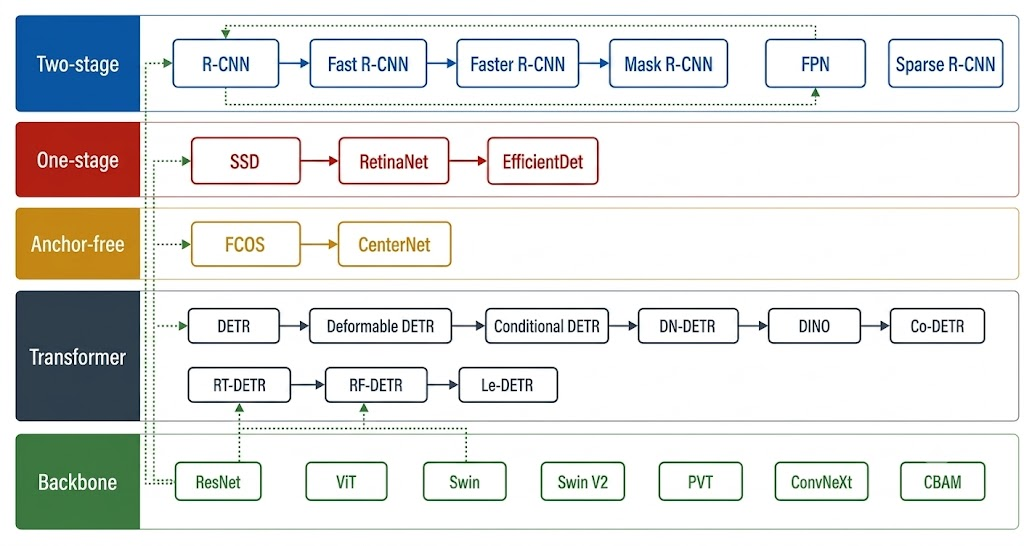 Two-stage
R-CNN
Fast R-CNN
Faster R-CNN
Mask R-CNN
FPN
Sparse R-CNN
One-stage
SSD
RetinaNet
EfficientDet
Anchor-free
FCOS
CenterNet
Transformer
DETR
Deformable DETR
Conditional DETR
DN-DETR
DINO
Co-DETR
RT-DETR
RF-DETR
Le-DETR
Backbone
ResNet
ViT
Swin
Swin V2
PVT
ConvNeXt
CBAM